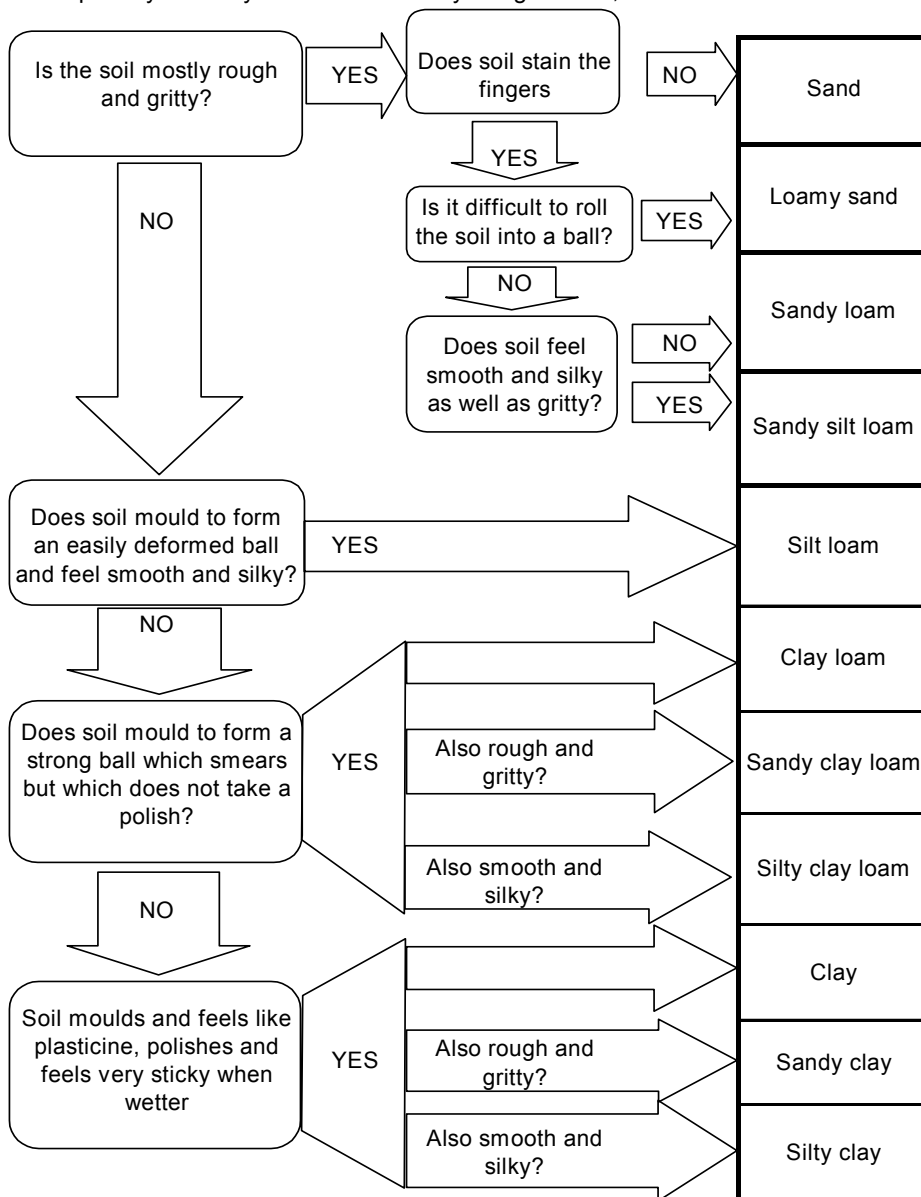 Is the soil mostly rough
and gritty?
YES
Does soil stain the
fingers
NO
Sand
YES
NO
Is it difficult to roll
the soil into a ball?
YES
Loamy sand
NO
Does soil feel
smooth and silky
as well as gritty?
NO
Sandy loam
YES
Sandy silt loam
Does soil mould to form
an easily deformed ball
and feel smooth and silky?
YES
Silt loam
NO
Does soil mould to form a
strong ball which smears
but which does not take a
polish?
YES
Clay loam
Also rough and
gritty?
Sandy clay loam
Also smooth and
silky?
Silty clay loam
NO
Soil moulds and feels like
plasticine, polishes and
feels very sticky when
wetter
YES
Clay
Also rough and
gritty?
Sandy clay
Also smooth and
silky?
Silty clay